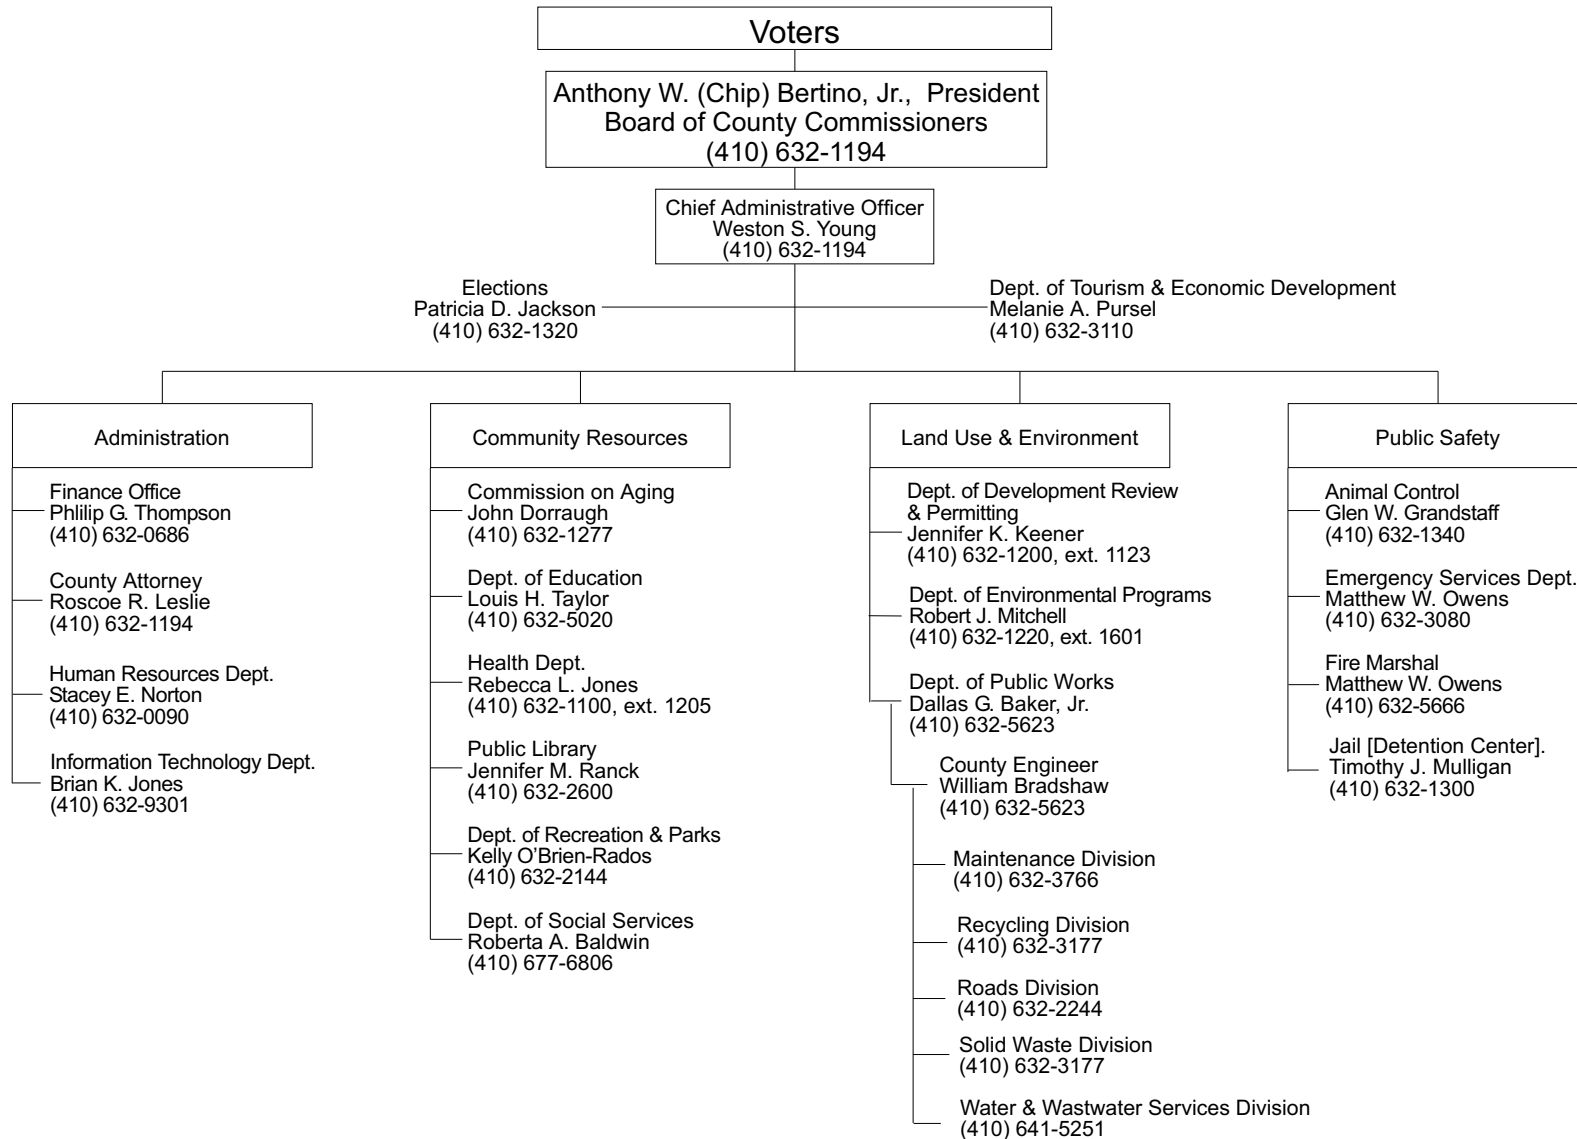 Voters
Anthony W. (Chip) Bertino, Jr., President
Board of County Commissioners
(410) 632-1194
Chief Administrative Officer
Weston S. Young
(410) 632-1194
Elections
Patricia D. Jackson
(410) 632-1320
Dept. of Tourism & Economic Development
Melanie A. Pursel
(410) 632-3110
Administration
Finance Office
Phlilip G. Thompson
(410) 632-0686
County Attorney
Roscoe R. Leslie
(410) 632-1194
Human Resources Dept.
Stacey E. Norton
(410) 632-0090
Information Technology Dept.
Brian K. Jones
(410) 632-9301
Community Resources
Commission on Aging
John Dorraugh
(410) 632-1277
Dept. of Education
Louis H. Taylor
(410) 632-5020
Health Dept.
Rebecca L. Jones
(410) 632-1100, ext. 1205
Public Library
Jennifer M. Ranck
(410) 632-2600
Dept. of Recreation & Parks
Kelly O’Brien-Rados
(410) 632-2144
Dept. of Social Services
Roberta A. Baldwin
(410) 677-6806
Land Use & Environment
Dept. of Development Review
& Permitting
Jennifer K. Keener
(410) 632-1200, ext. 1123
Dept. of Environmental Programs
Robert J. Mitchell
(410) 632-1220, ext. 1601
Dept. of Public Works
Dallas G. Baker, Jr.
(410) 632-5623
County Engineer
William Bradshaw
(410) 632-5623
Maintenance Division
(410) 632-3766
Recycling Division
(410) 632-3177
Roads Division
(410) 632-2244
Solid Waste Division
(410) 632-3177
Water & Wastwater Services Division
(410) 641-5251
Public Safety
Animal Control
Glen W. Grandstaff
(410) 632-1340
Emergency Services Dept.
Matthew W. Owens
(410) 632-3080
Fire Marshal
Matthew W. Owens
(410) 632-5666
Jail [Detention Center].
Timothy J. Mulligan
(410) 632-1300